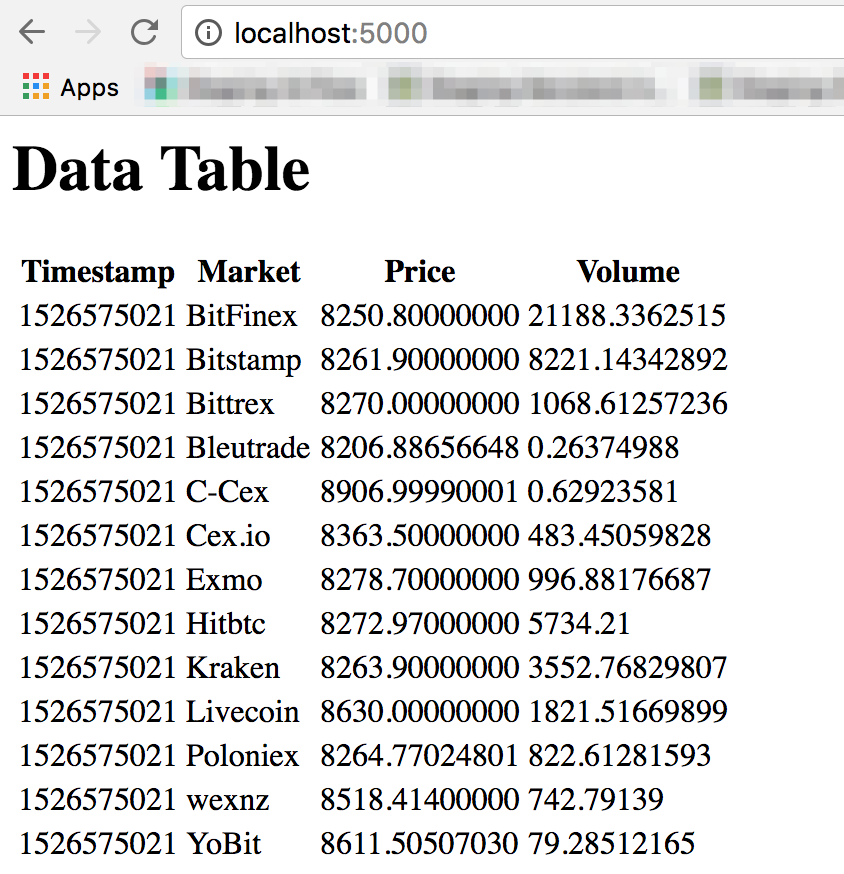 localhost:5000
Apps
Data Table
Timestamp Market Price Volume
1526575021 BitFinex 8250.80000000 21188.3362515
1526575021 Bitstamp 8261.90000000 8221.14342892
1526575021 Bittrex 8270.00000000 1068.61257236
1526575021 Bleutrade 8206.88656648 0.26374988
1526575021 C-Cex 8906.99990001 0.62923581
1526575021 Cex.io 8363.50000000 483.45059828
1526575021 Exmo 8278.70000000 996.88176687
1526575021 Hitbtc 8272.97000000 5734.21
1526575021 Kraken 8263.90000000 3552.76829807
1526575021 Livecoin 8630.00000000 1821.51669899
1526575021 Poloniex 8264.77024801 822.61281593
1526575021 wexnz 8518.41400000 742.79139
1526575021 YoBit 8611.50507030 79.28512165